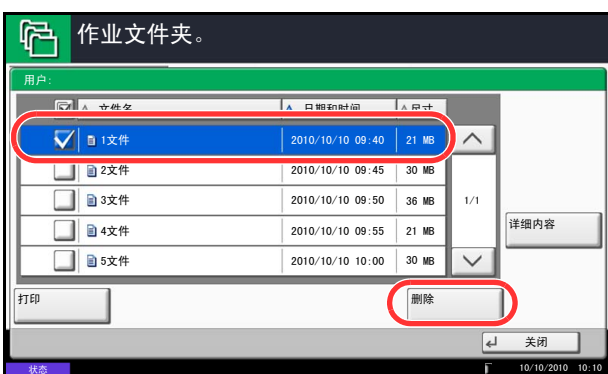 作业文件夹。
用户:
文件名 日期和时间 尺寸
1文件 2010/10/10 09:40 21 MB
2文件 2010/10/10 09:45 30 MB
3文件 2010/10/10 09:50 36 MB 1/1
4文件 2010/10/10 09:55 21 MB 详细内容
5文件 2010/10/10 10:00 30 MB
打印 删除
关闭
状态 10/10/2010 10:10